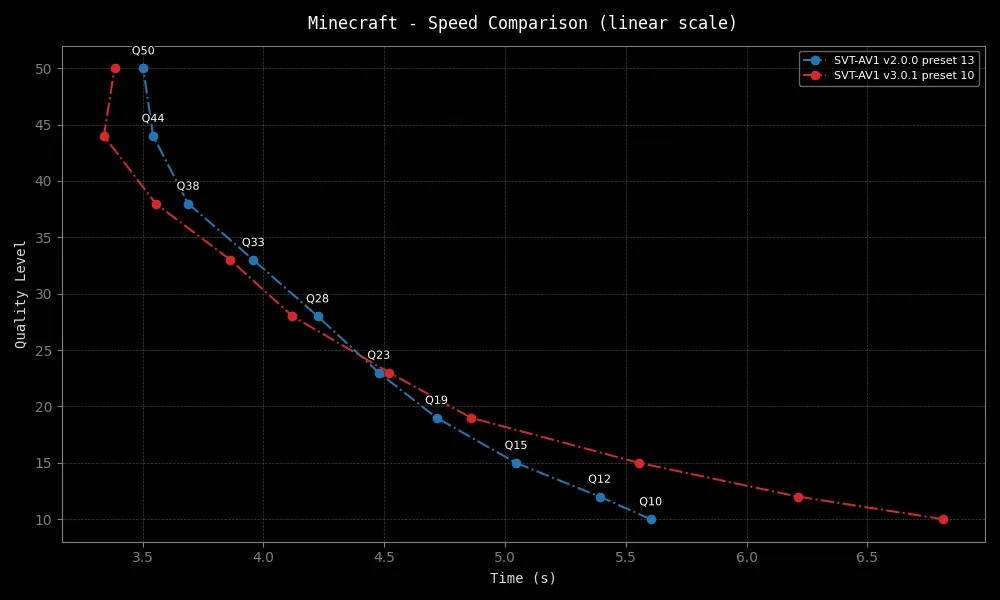 Minecraft - Speed Comparison (linear scale)
SVT-AV1 v2.0.0 preset 13
SVT-AV1 v3.0.1 preset 10
Quality Level
50
45
40
35
30
25
20
15
10
Q50
Q44
Q38
Q33
Q28
Q23
Q19
Q15
Q12
Q10
3.5
4.0
4.5
5.0
5.5
6.0
6.5
Time (s)